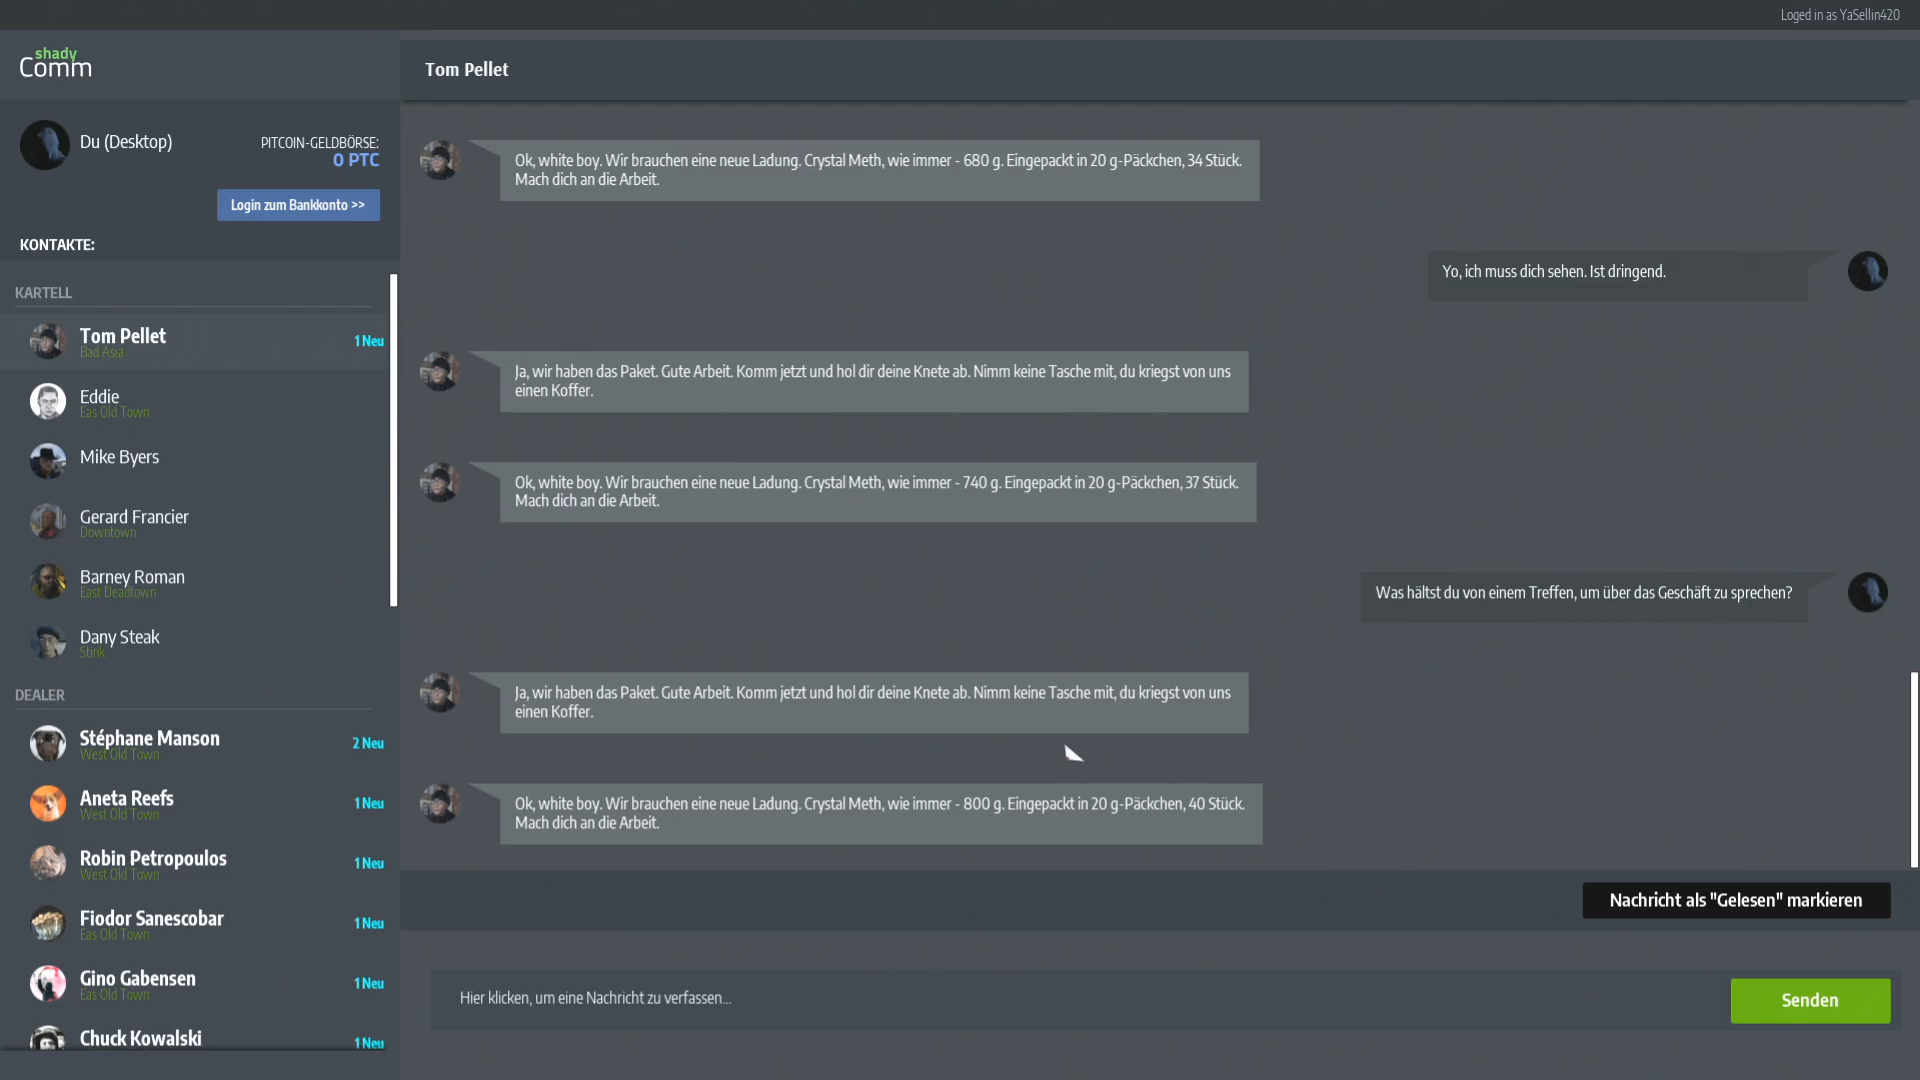 Loged in as YaSellin420
shady
Comm
Du (Desktop)
PITCOIN-GELDBÖRSE:
0 PTC
Login zum Bankkonto >>
KONTAKTE:
KARTELL
Tom Pellet
Bad Asia
1 Neu
Eddie
Eas Old Town
Mike Byers
Gerard Francier
Downtown
Barney Roman
East Deadtown
Dany Steak
Stink
DEALER
Stéphane Manson
West Old Town
2 Neu
Aneta Reefs
West Old Town
1 Neu
Robin Petropoulos
West Old Town
1 Neu
Fiodor Sanescobar
Eas Old Town
1 Neu
Gino Gabensen
Eas Old Town
1 Neu
Chuck Kowalski
1 Neu
Tom Pellet
Ok, white boy. Wir brauchen eine neue Ladung. Crystal Meth, wie immer - 680 g. Eingepackt in 20 g-Päckchen, 34 Stück.
Mach dich an die Arbeit.
Yo, ich muss dich sehen. Ist dringend.
Ja, wir haben das Paket. Gute Arbeit. Komm jetzt und hol dir deine Knete ab. Nimm keine Tasche mit, du kriegst von uns
einen Koffer.
Ok, white boy. Wir brauchen eine neue Ladung. Crystal Meth, wie immer - 740 g. Eingepackt in 20 g-Päckchen, 37 Stück.
Mach dich an die Arbeit.
Was hältst du von einem Treffen, um über das Geschäft zu sprechen?
Ja, wir haben das Paket. Gute Arbeit. Komm jetzt und hol dir deine Knete ab. Nimm keine Tasche mit, du kriegst von uns
einen Koffer.
Ok, white boy. Wir brauchen eine neue Ladung. Crystal Meth, wie immer - 800 g. Eingepackt in 20 g-Päckchen, 40 Stück.
Mach dich an die Arbeit.
Nachricht als "Gelesen" markieren
Hier klicken, um eine Nachricht zu verfassen...
Senden